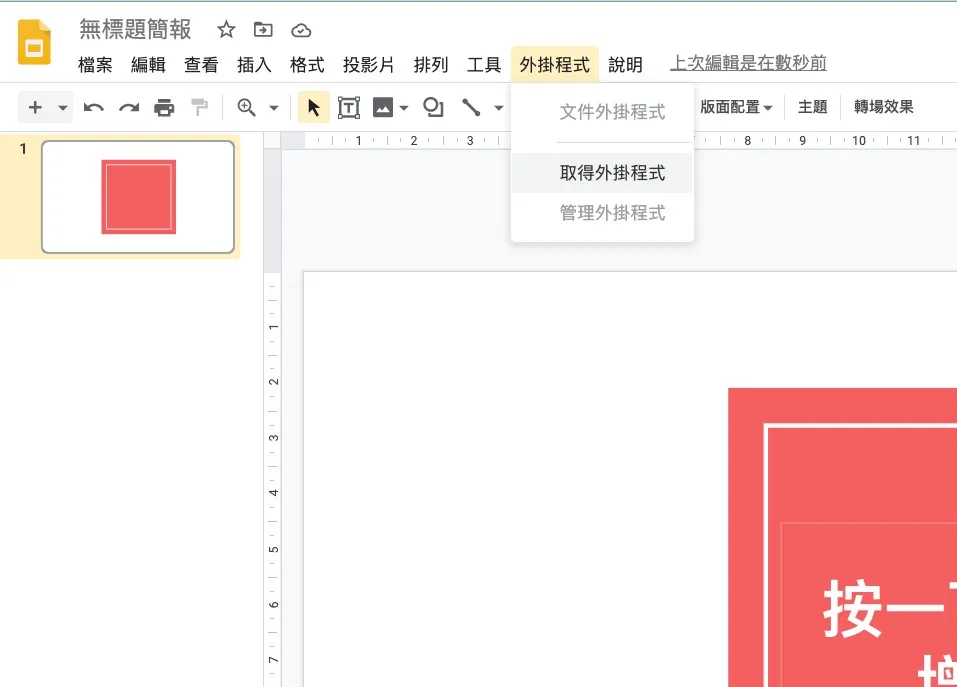 無標題簡報
檔案 編輯 查看 插入 格式 投影片 排列 工具 外掛程式 說明 上次編輯是在數秒前
文件外掛程式
版面配置 主題 轉場效果
1
1 2 3 8 9 10 11
取得外掛程式
管理外掛程式
1
2
3
4
5
6
7
按一
增